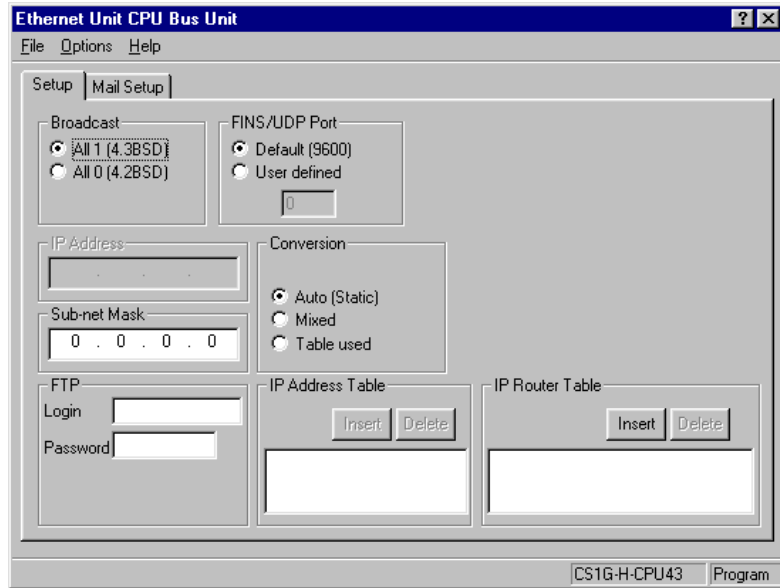 Ethernet Unit CPU Bus Unit
File Options Help
Setup Mail Setup
Broadcast
All 1 (4.3BSD)
All 0 (4.2BSD)
FINS/UDP Port
Default (9600)
User defined
0
IP Address
. . .
Conversion
Auto (Static)
Mixed
Table used
Sub-net Mask
0 . 0 . 0 . 0
FTP
Login
Password
IP Address Table
Insert Delete
IP Router Table
Insert Delete
CS1G-H-CPU43 Program